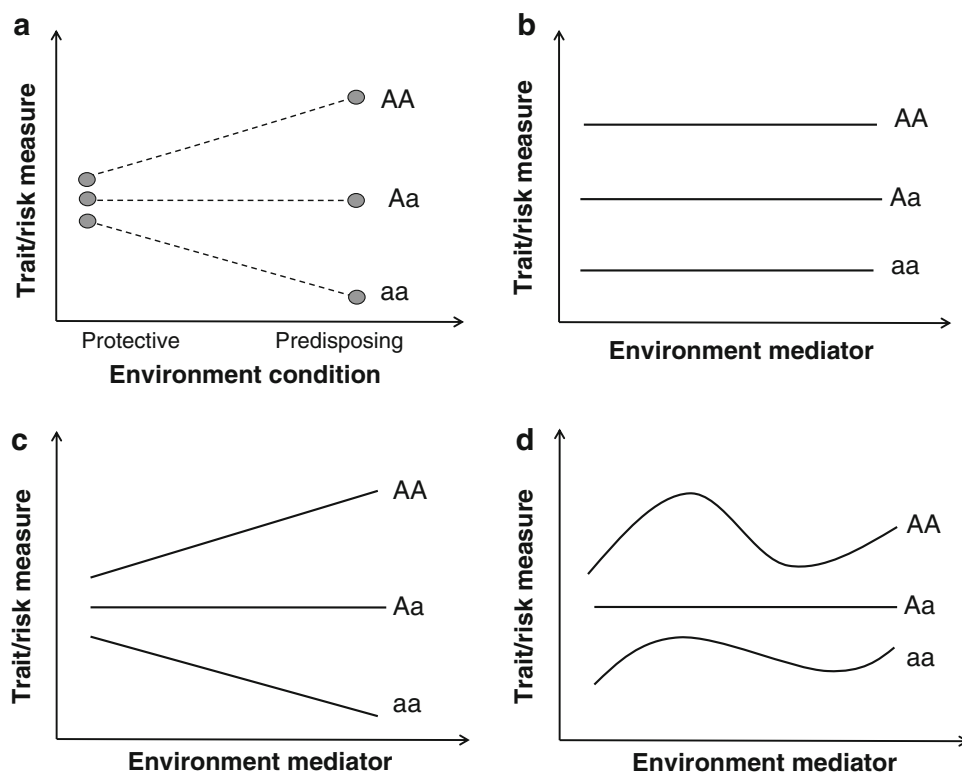 a
Trait/risk measure
AA
Aa
aa
Protective Predisposing
Environment condition
b
Trait/risk measure
AA
Aa
aa
Environment mediator
c
Trait/risk measure
AA
Aa
aa
Environment mediator
d
Trait/risk measure
AA
Aa
aa
Environment mediator